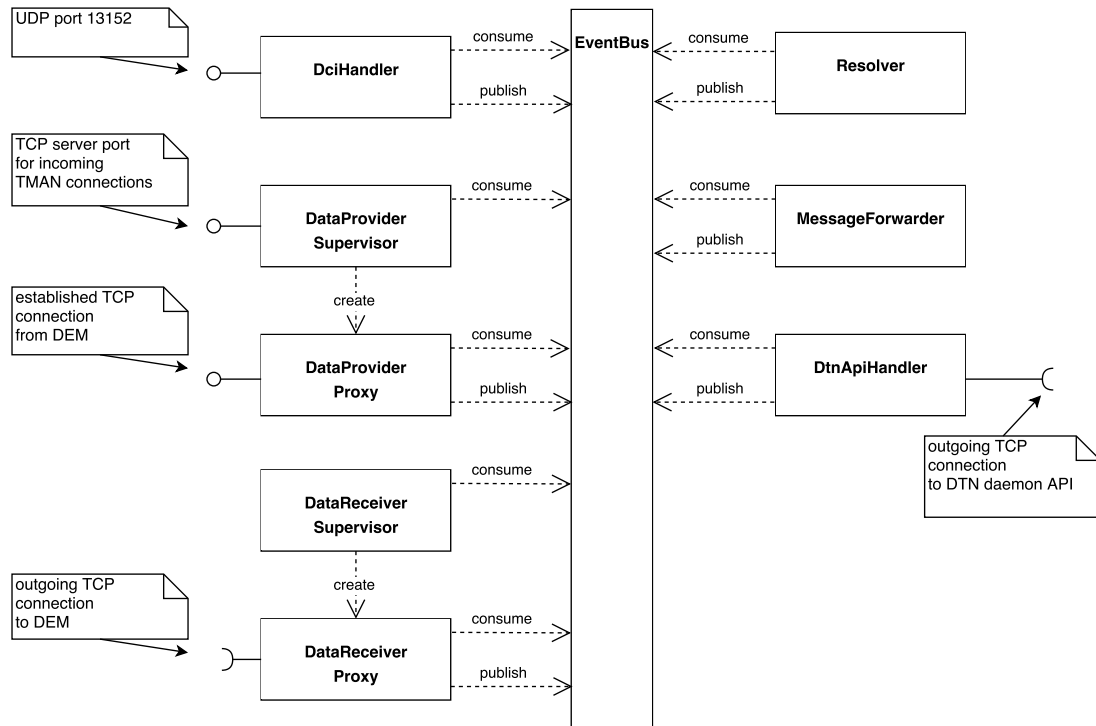 UDP port 13152
DciHandler
consume
publish
EventBus
consume
publish
Resolver
TCP server port
for incoming
TMAN connections
DataProvider
Supervisor
consume
create
consume
publish
MessageForwarder
established TCP
connection
from DEM
DataProvider
Proxy
consume
publish
consume
publish
DtnApiHandler
outgoing TCP
connection
to DTN daemon API
DataReceiver
Supervisor
consume
create
outgoing TCP
connection
to DEM
DataReceiver
Proxy
consume
publish